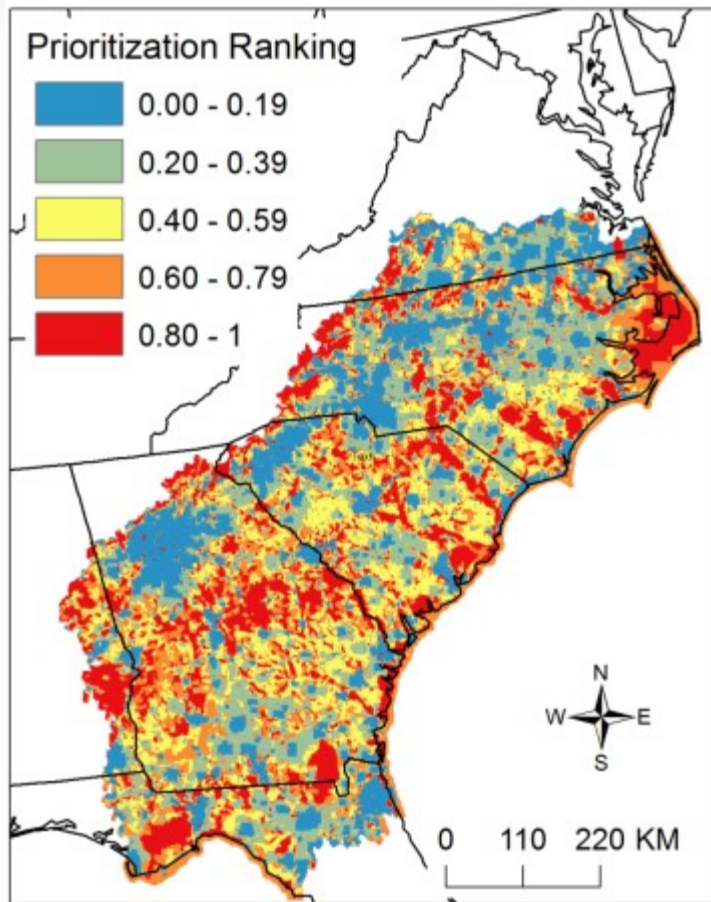 Prioritization Ranking
0.00 - 0.19
0.20 - 0.39
0.40 - 0.59
0.60 - 0.79
0.80 - 1
N
W E
S
0 110 220 KM